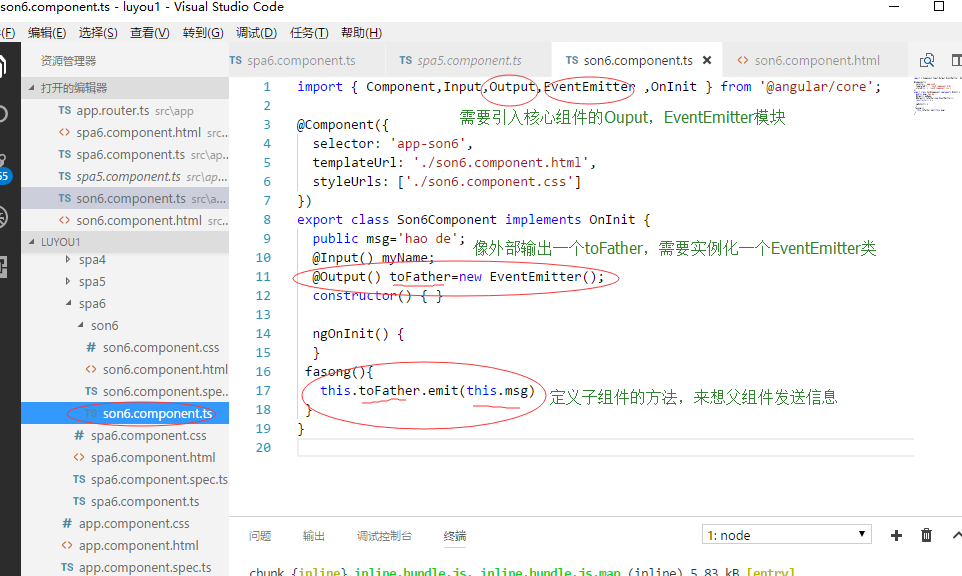 son6.component.ts - luyou1 - Visual Studio Code
(F) 编辑(E) 选择(S) 查看(V) 转到(G) 调试(D) 任务(T) 帮助(H)
资源管理器
TS spa6.component.ts TS spa5.component.ts TS son6.component.ts × <> son6.component.html
打开的编辑器
TS app.router.ts src\app
<> spa6.component.html src...
TS spa6.component.ts src\ap...
TS spa5.component.ts src\ap...
TS son6.component.ts src\a...
<> son6.component.html src...
LUYOU1
spa4
spa5
spa6
son6
# son6.component.css
<> son6.component.html
TS son6.component.spe...
TS son6.component.ts
# spa6.component.css
<> spa6.component.html
TS spa6.component.spec.ts
TS spa6.component.ts
# app.component.css
<> app.component.html
TS app.component.spec.ts
1 import { Component,Input,Output,EventEmitter ,OnInit } from '@angular/core';
需要引入核心组件的Ouput，EventEmitter模块
2
3 @Component({
4 selector: 'app-son6',
5 templateUrl: './son6.component.html',
6 styleUrls: ['./son6.component.css']
7 })
8 export class Son6Component implements OnInit {
9 public msg='hao de';
像外部输出一个toFather，需要实例化一个EventEmitter类
10 @Input() myName;
11 @Output() toFather=new EventEmitter();
12 constructor() { }
13
14 ngOnInit() {
15 }
16 fasong(){
17 this.toFather.emit(this.msg)
定义子组件的方法，来想父组件发送信息
18 }
19 }
20
问题 输出 调试控制台 终端 1: node
chunk {inline} inline.bundle.js, inline.bundle.js.map (inline) 5.83 kB [entry]